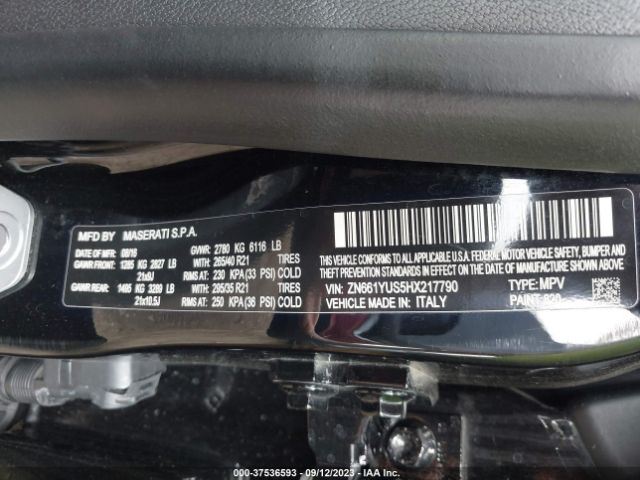 MFD BY MASERATI S.P.A.
DATE OF MFR 08/16 GVWR: 2780 KG 6116 LB
GAWR FRONT: 1285 KG 2827 LB WITH: 265/40 R21 TIRES
21x9J RIMS AT: 230 KPA(33 PSI) COLD
GAWR REAR: 1495 KG 3289 LB WITH: 295/35 R21 TIRES
21x10.5J RIMS AT: 250 KPA(36 PSI) COLD
THIS VEHICLE CONFORMS TO ALL APPLICABLE
U.S.A. FEDERAL MOTOR VEHICLE SAFETY, BUMPER AND
THEFT PREVENTION STANDARDS IN EFFECT ON THE DATE OF MANUFACTURE SHOWN ABOVE
VIN: ZN661YUS5HX217790 TYPE: MPV
VEHICLE MADE IN: ITALY PAINT: 820
000-37536593 - 09/12/2023 - IAA Inc.